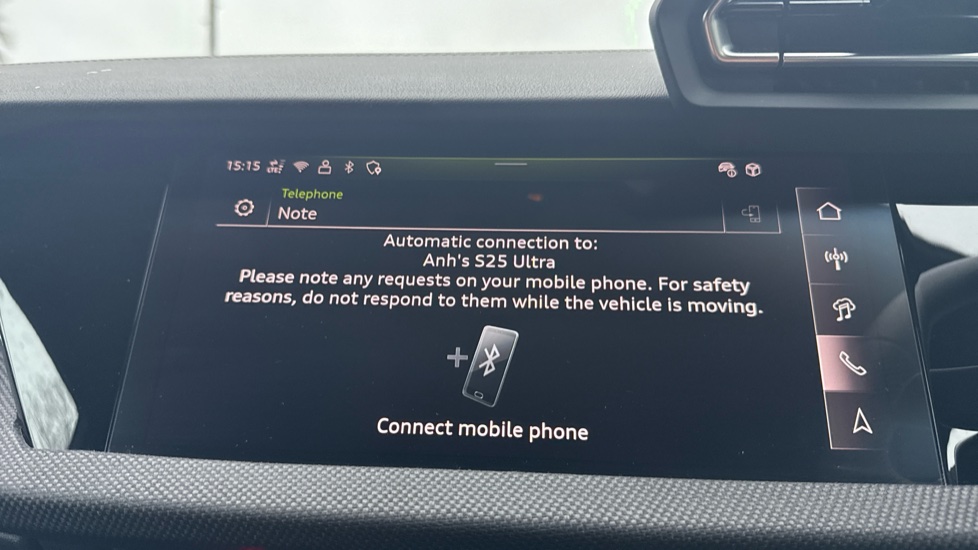 15:15 LTE
Telephone
Note
Automatic connection to:
Anh's S25 Ultra
Please note any requests on your mobile phone. For safety
reasons, do not respond to them while the vehicle is moving.
Connect mobile phone